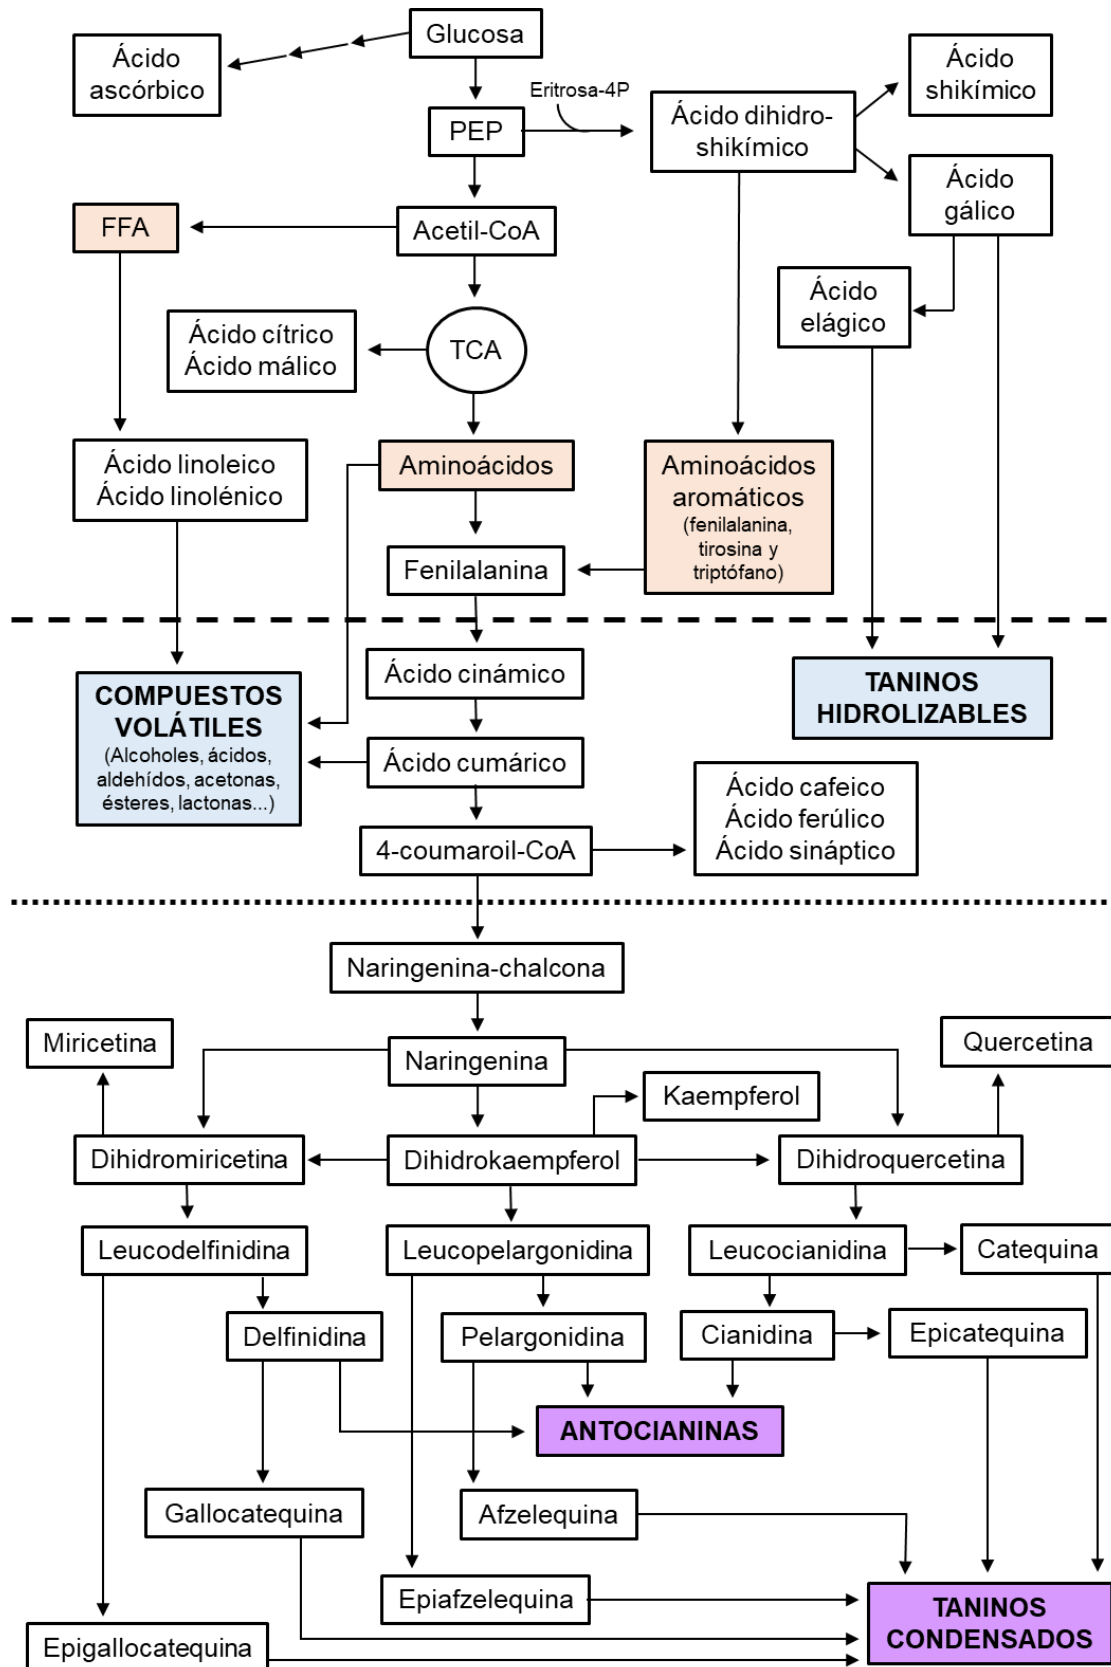 Glucosa
Ácido
ascórbico
Eritrosa-4P
Ácido
shikímico
PEP
Ácido dihidro-
shikímico
Ácido
gálico
FFA
Acetil-CoA
Ácido
elágico
Ácido cítrico
Ácido málico
TCA
Ácido linoleico
Ácido linolénico
Aminoácidos
Aminoácidos
aromáticos
(fenilalanina,
tirosina y
triptófano)
Fenilalanina
Ácido cinámico
COMPUESTOS
VOLÁTILES
(Alcoholes, ácidos,
aldehídos, acetonas,
ésteres, lactonas...)
TANINOS
HIDROLIZABLES
Ácido cumárico
Ácido cafeico
Ácido ferúlico
Ácido sináptico
4-coumaroil-CoA
Naringenina-chalcona
Miricetina
Naringenina
Quercetina
Kaempferol
Dihidromiricetina
Dihidrokaempferol
Dihidroquercetina
Leucodelfinidina
Leucopelargonidina
Leucocianidina
Catequina
Delfinidina
Pelargonidina
Cianidina
Epicatequina
ANTOCIANINAS
Gallocatequina
Afzelequina
Epiafzelequina
TANINOS
CONDENSADOS
Epigallocatequina